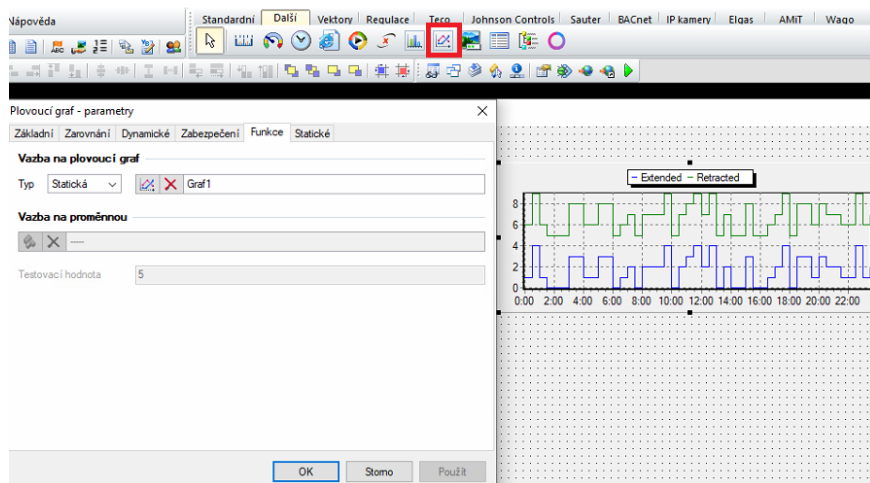 Nápověda
Standardní Další Vektory Regulace Teco Johnson Controls Sauter BACnet IP kamery Elgas AMiT Wago
Plovoucí graf - parametry
Základní Zarovnání Dynamické Zabezpečení Funkce Statické
Vazba na plovoucí graf
Typ Statická Graf1
Vazba na proměnnou
-----
Testovací hodnota 5
OK Storno Použít
Extended Retracted
8
6
4
2
0
0:00 2:00 4:00 6:00 8:00 10:00 12:00 14:00 16:00 18:00 20:00 22:00